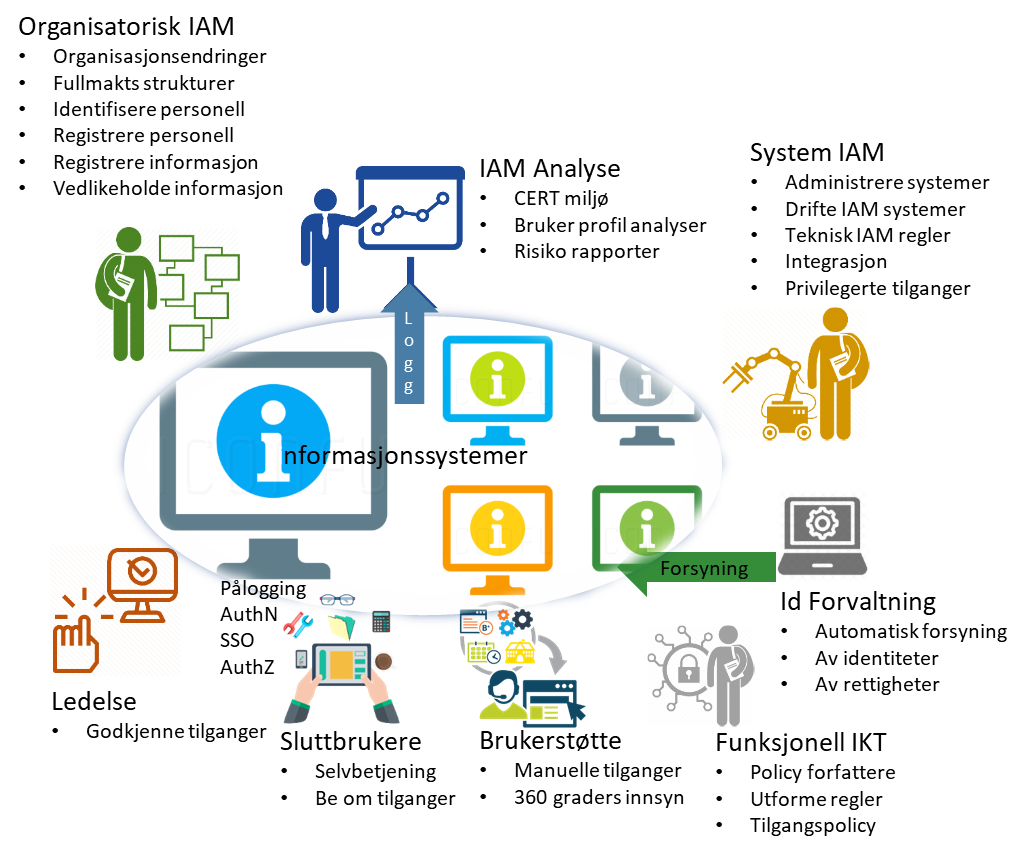 Organisatorisk IAM
• Organisasjonsendringer
• Fullmakts strukturer
• Identifisere personell
• Registrere personell
• Registrere informasjon
• Vedlikeholde informasjon
IAM Analyse
• CERT miljø
• Bruker profil analyser
• Risiko rapporter
System IAM
• Administrere systemer
• Drifte IAM systemer
• Teknisk IAM regler
• Integrasjon
• Privilegerte tilganger
Logg
informasjonssystemer
Forsyning
Id Forvaltning
• Automatisk forsyning
• Av identiteter
• Av rettigheter
Pålogging
AuthN
SSO
AuthZ
Ledelse
• Godkjenne tilganger
Sluttbrukere
• Selvbetjening
• Be om tilganger
Brukerstøtte
• Manuelle tilganger
• 360 graders innsyn
Funksjonell IKT
• Policy forfattere
• Utforme regler
• Tilgangspolicy